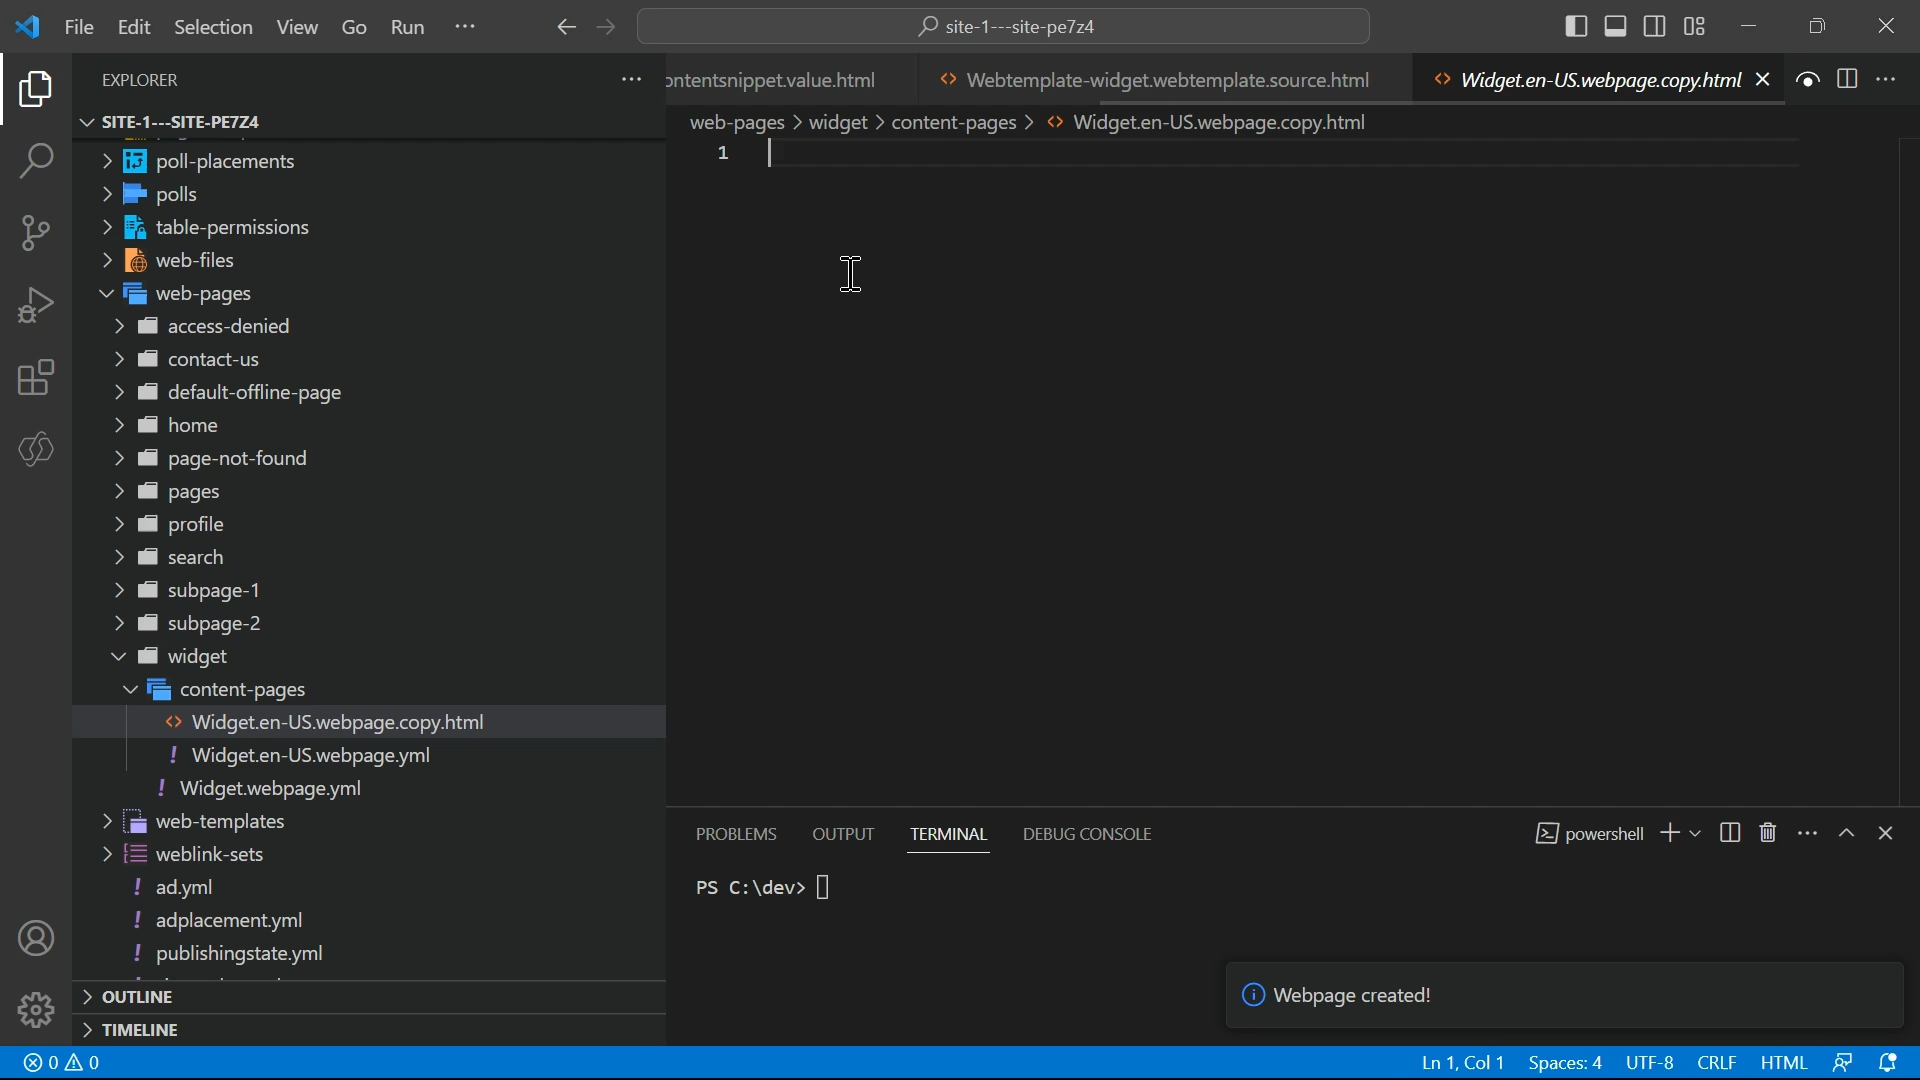 File Edit Selection View Go Run ···
site-1---site-pe7z4
EXPLORER
ontentsnippet.value.html
Webtemplate-widget.webtemplate.source.html
Widget.en-US.webpage.copy.html
SITE-1---SITE-PE7Z4
web-pages > widget > content-pages > <> Widget.en-US.webpage.copy.html
1
poll-placements
polls
table-permissions
web-files
web-pages
access-denied
contact-us
default-offline-page
home
page-not-found
pages
profile
search
subpage-1
subpage-2
widget
content-pages
Widget.en-US.webpage.copy.html
Widget.en-US.webpage.yml
Widget.webpage.yml
web-templates
weblink-sets
ad.yml
adplacement.yml
publishingstate.yml
OUTLINE
TIMELINE
PROBLEMS OUTPUT TERMINAL DEBUG CONSOLE
powershell
PS C:\dev>
Webpage created!
0 0
Ln 1, Col 1 Spaces: 4 UTF-8 CRLF HTML